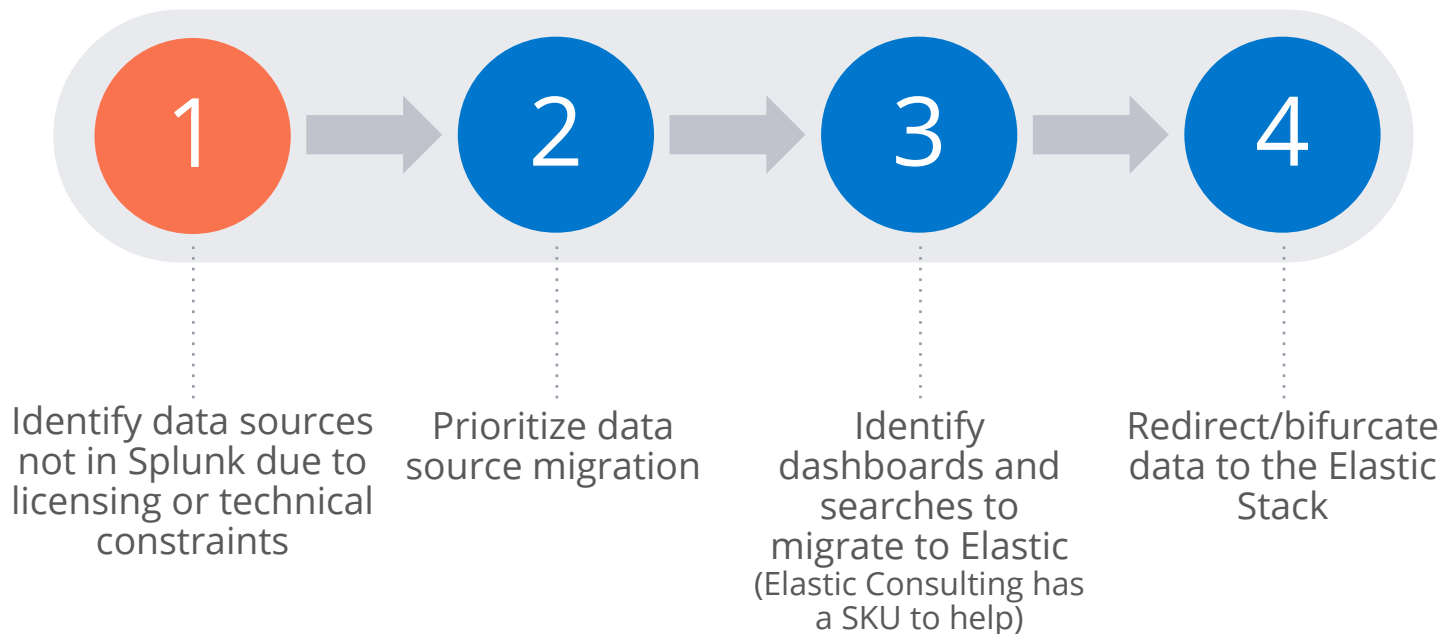 1
2
3
4
Identify data sources
not in Splunk due to
licensing or technical
constraints
Prioritize data
source migration
Identify
dashboards and
searches to
migrate to Elastic
(Elastic Consulting has
a SKU to help)
Redirect/bifurcate
data to the Elastic
Stack